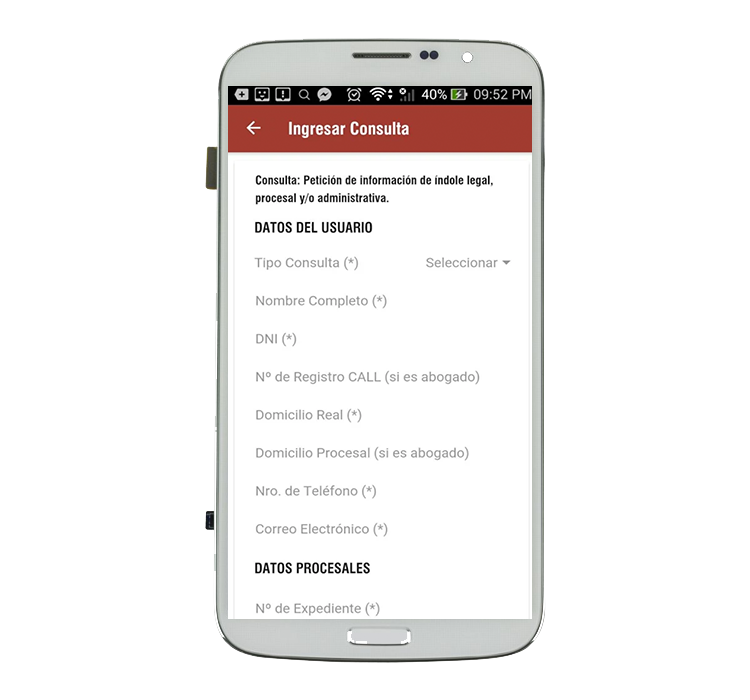 40% 09:52 PM
Ingresar Consulta
Consulta: Petición de información de índole legal,
procesal y/o administrativa.
DATOS DEL USUARIO
Tipo Consulta (*) Seleccionar
Nombre Completo (*)
DNI (*)
Nº de Registro CALL (si es abogado)
Domicilio Real (*)
Domicilio Procesal (si es abogado)
Nro. de Teléfono (*)
Correo Electrónico (*)
DATOS PROCESALES
Nº de Expediente (*)